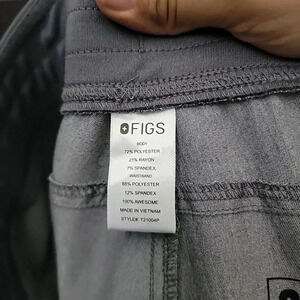 FIGS
BODY
72% POLYESTER
21% RAYON
7% SPANDEX
WAISTBAND
88% POLYESTER
12% SPANDEX
100% AWESOME
MADE IN VIETNAM
STYLE#: T21004P